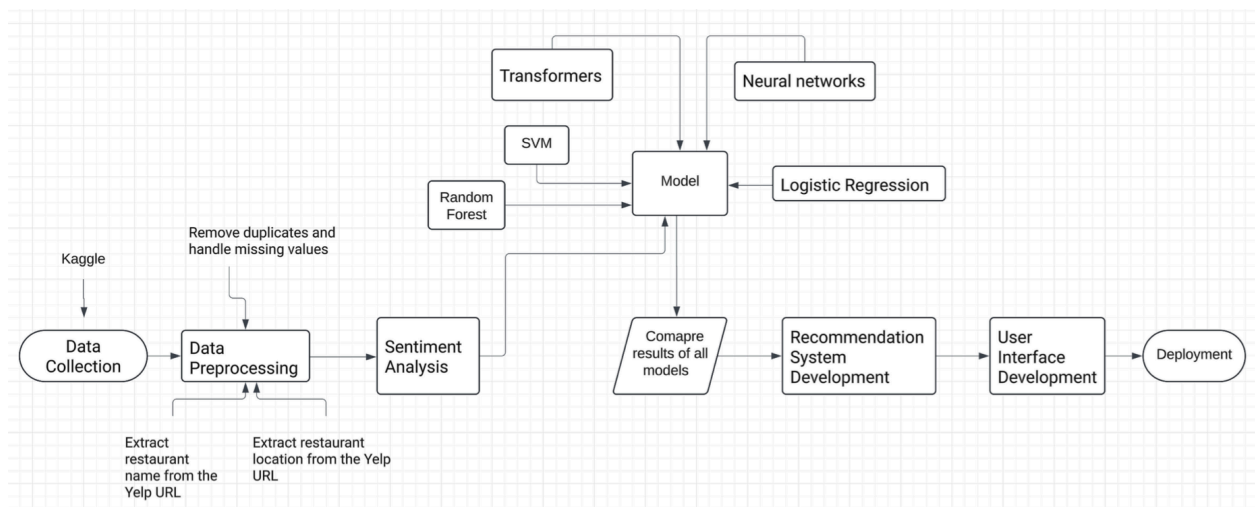 Transformers
Neural networks
SVM
Model
Logistic Regression
Random
Forest
Remove duplicates and
handle missing values
Kaggle
Data
Collection
Data
Preprocessing
Sentiment
Analysis
Comapre
results of all
models
Recommendation
System
Development
User
Interface
Development
Deployment
Extract
restaurant
name from the
Yelp URL
Extract restaurant
location from the Yelp
URL